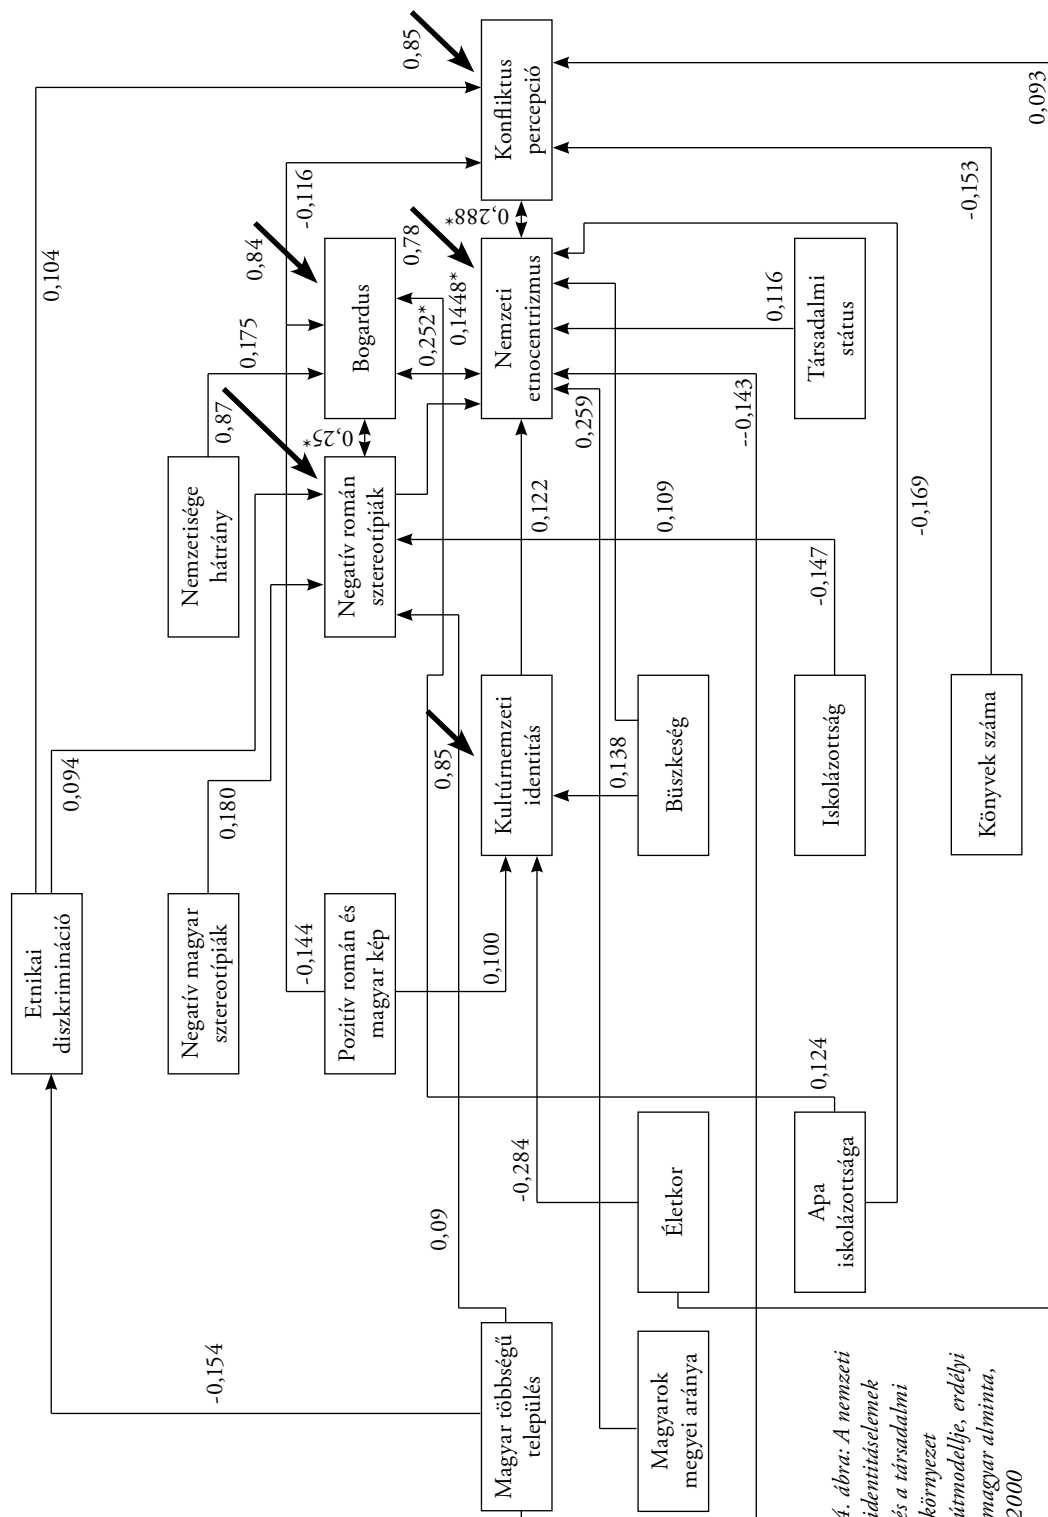 Etnikai
diszkrimináció
0,104
0,094
-0,154
Negatív magyar
sztereotípiák
0,180
Nemzetisége
hátrány
0,87
0,175
0,84
-0,116
0,85
Pozitív román és
magyar kép
-0,144
0,100
Negatív román
sztereotípiák
0,25*
Bogardus
0,78
0,252*
0,1448*
0,09
0,85
Magyar többségű
település
Kultúrnemzeti
identitás
0,122
Nemzeti
etnocentrizmus
0,288*
Konfliktus
percepció
-0,284
0,138
0,259
0,109
Magyarok
megyei aránya
Életkor
Büszkeség
--0,143
0,116
-0,153
0,093
Apa
iskolázottsága
0,124
Iskolázottság
-0,147
Társadalmi
státus
-0,169
Könyvek száma
4. ábra: A nemzeti
identitáselemek
és a társadalmi
környezet
útmodellje, erdélyi
magyar alminta,
2000